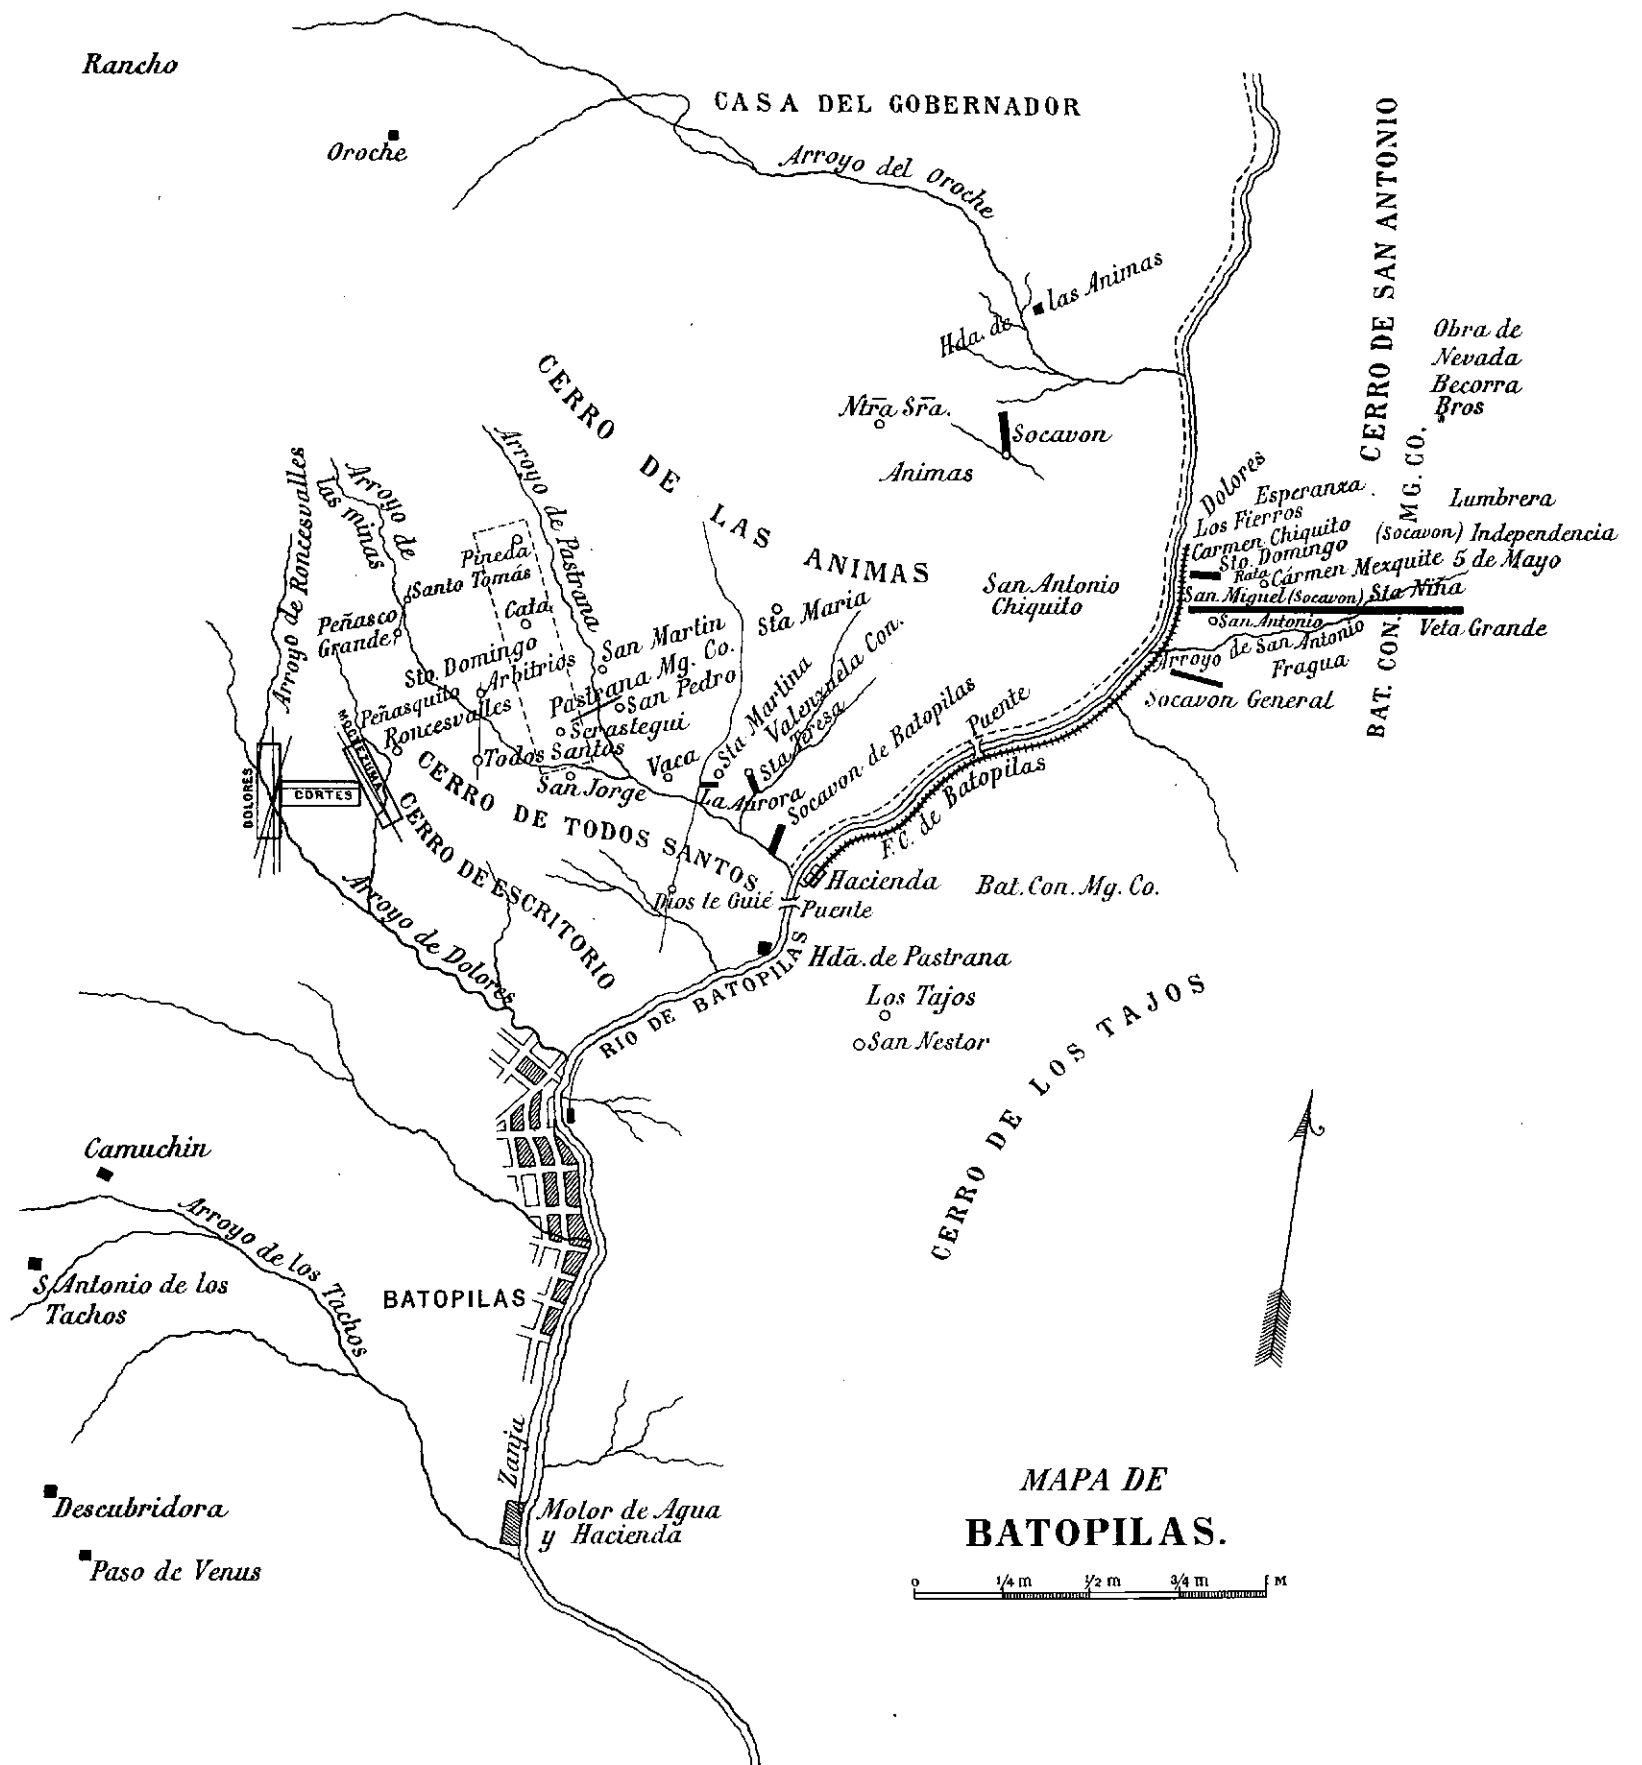 Rancho
CASA DEL GOBERNADOR
Oroche
Arroyo del Oroche
CERRO DE SAN ANTONIO
Hda. de las Animas
Obra de
Nevada
Becorra
Bros
CERRO DE LAS ANIMAS
Ntra Sra.
Socavon
Animas
Arroyo de Roncesvalles
Arroyo de
las minas
Arroyo de Pastrana
Dolores
Esperanza
Los Fierros
Carmen Chiquito
Sto. Domingo
Rata
Cármen Mexquite 5 de Mayo
Lumbrera
(Socavon) Independencia
BAT. CON. MG. CO.
San Miguel (Socavon) Sta Niña
San Antonio
Veta Grande
Arroyo de San Antonio
Fragua
Socavon General
San Antonio
Chiquito
Pineda
Santo Tomás
Cata
Peñasco
Grande
Sto. Domingo
Arbitrios
San Martin
Sta Maria
Pastrana Mg. Co.
San Pedro
Peñasquito
Roncesvalles
Serastegui
Todos Santos
San Jorge
Vaca
Sta Martina
Valenzuela Con.
Sta Teresa
La Aurora
Socavon de Batopilas
Puente
F.C. de Batopilas
MOCTEZUMA
DOLORES
CORTES
CERRO DE TODOS SANTOS
CERRO DE ESCRITORIO
Arroyo de Dolores
Dios te Guié
Hacienda
Bat. Con. Mg. Co.
Puente
Hda. de Pastrana
RIO DE BATOPILAS
Los Tajos
San Nestor
CERRO DE LOS TAJOS
Camuchin
Arroyo de los Tachos
S. Antonio de los
Tachos
BATOPILAS
Zanja
Descubridora
Paso de Venus
Motor de Agua
y Hacienda
MAPA DE
BATOPILAS.
0 1/4 m 1/2 m 3/4 m 1 M